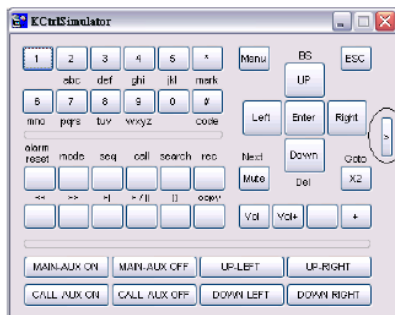 KCtrlSimulator
1 2 3 4 5 * Menu BS ESC
abc def ghi jkl mark UP
6 7 8 9 0 # Left Enter Right
mno pqrs tuv wxyz code >
alarm reset mode seq call search rec Next Down Goto
Mute X2
<< >> >| >/|| [] copy Del
Vol Vol+ +
MAIN-AUX ON MAIN-AUX OFF UP-LEFT UP-RIGHT
CALL AUX ON CALL AUX OFF DOWN LEFT DOWN RIGHT